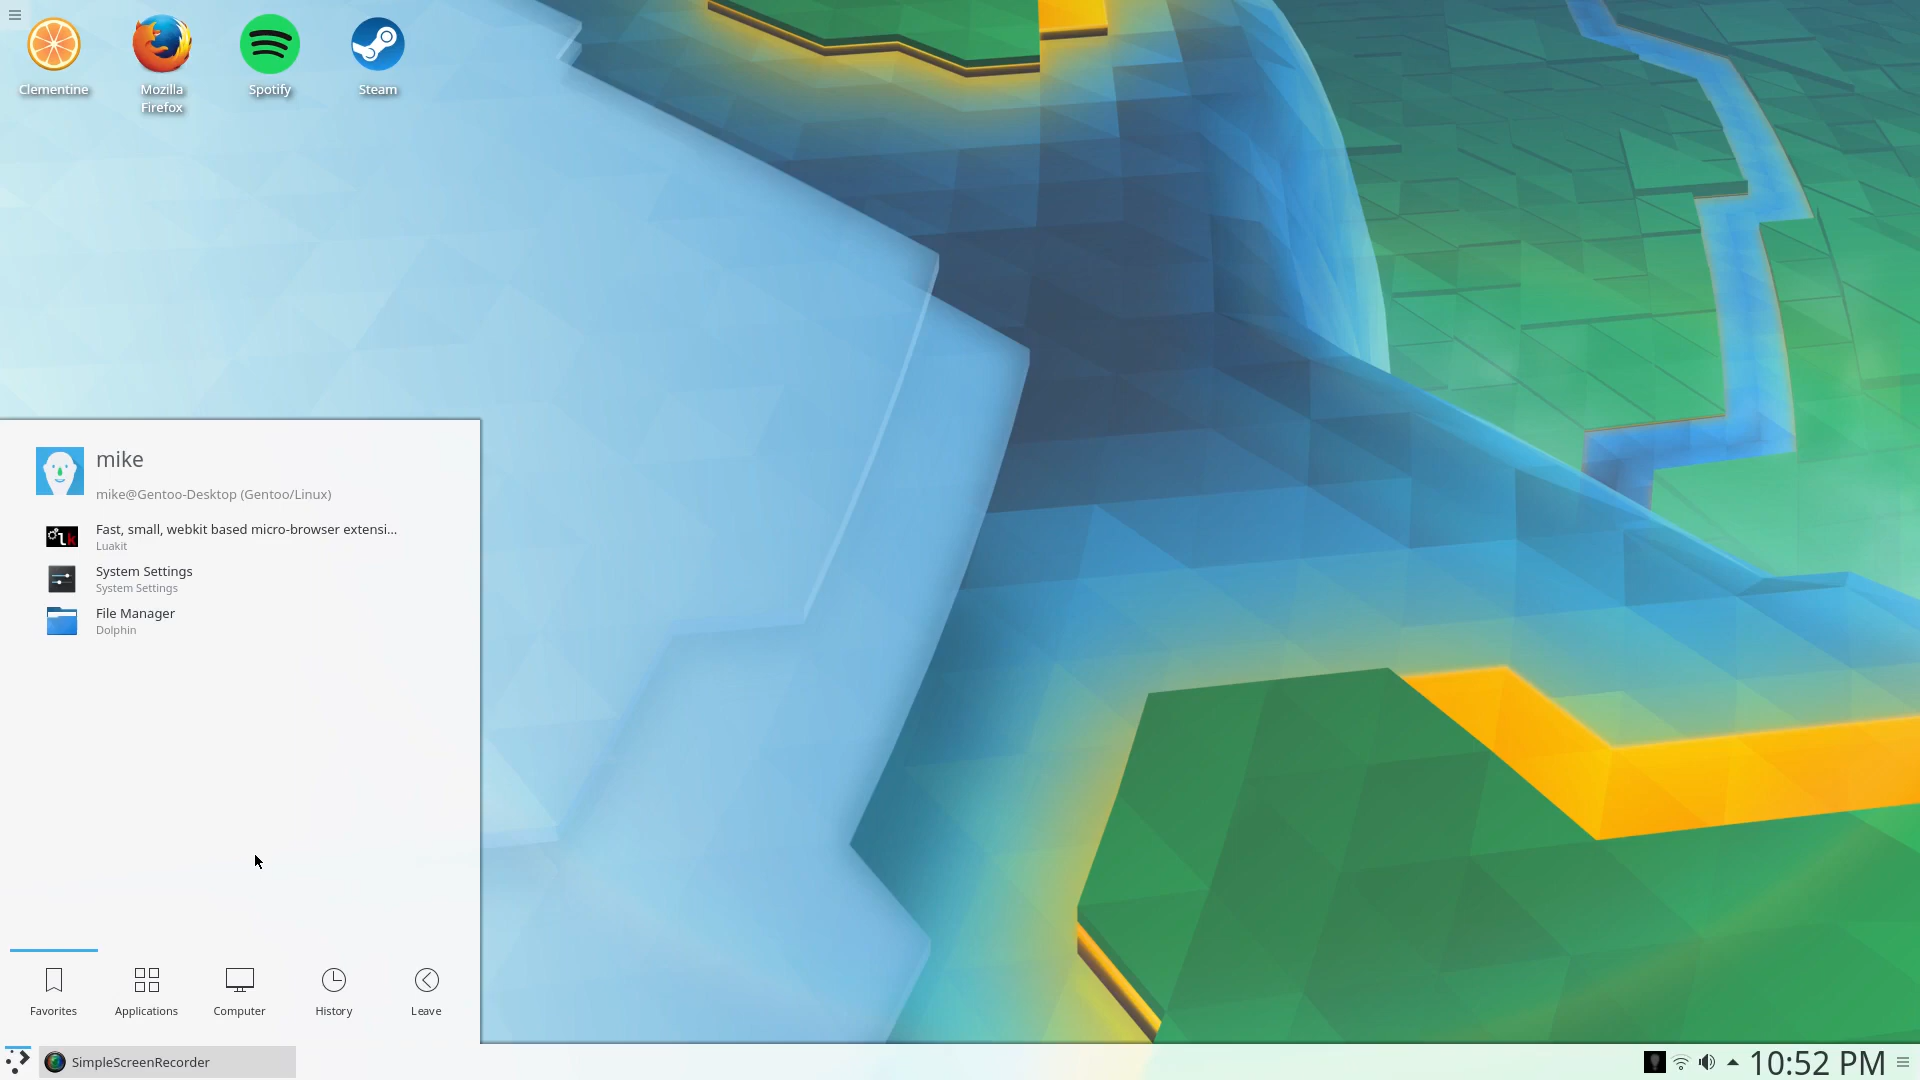 Clementine
Mozilla
Firefox
Spotify
Steam
mike
mike@Gentoo-Desktop (Gentoo/Linux)
Fast, small, webkit based micro-browser extensi...
Luakit
System Settings
System Settings
File Manager
Dolphin
Favorites
Applications
Computer
History
Leave
SimpleScreenRecorder
10:52 PM